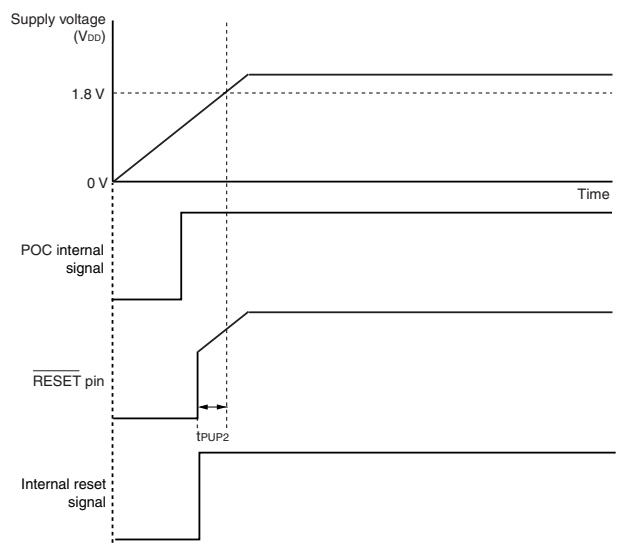 Supply voltage
(VDD)
1.8 V
0 V
Time
POC internal
signal
RESET pin
tPUP2
Internal reset
signal